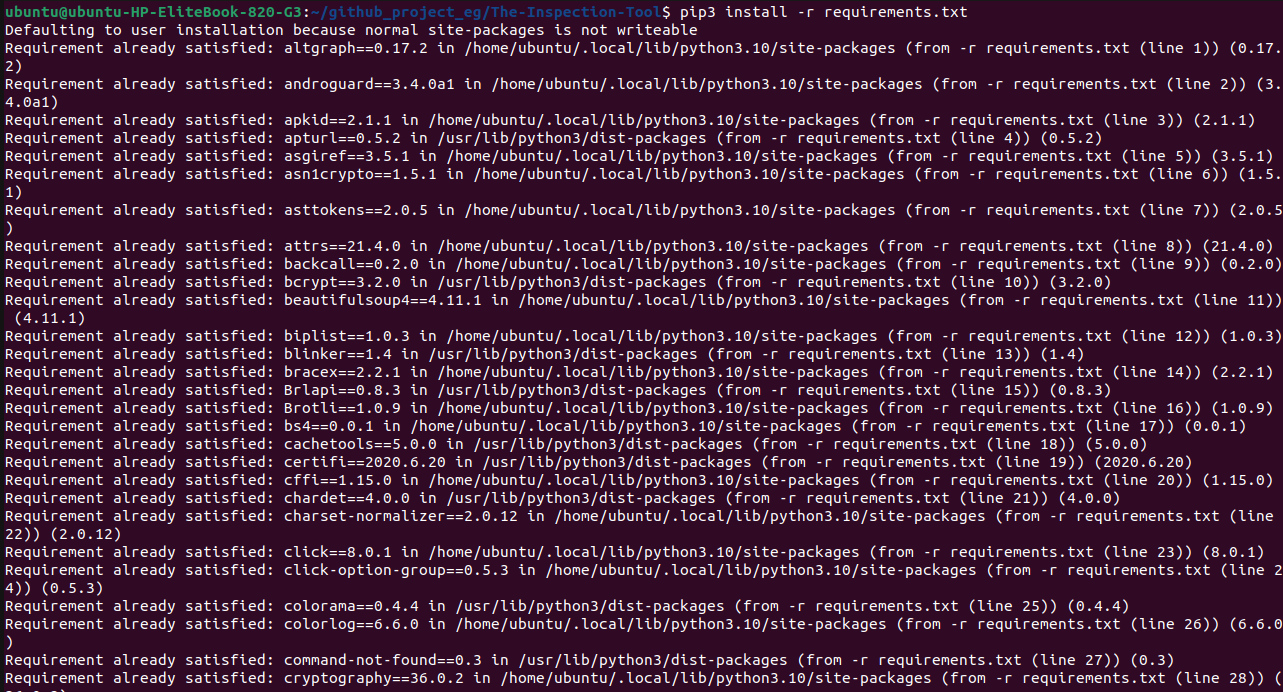 ubuntu@ubuntu-HP-EliteBook-820-G3:~/github_project_eg/The-Inspection-Tool$ pip3 install -r requirements.txt
Defaulting to user installation because normal site-packages is not writeable
Requirement already satisfied: altgraph==0.17.2 in /home/ubuntu/.local/lib/python3.10/site-packages (from -r requirements.txt (line 1)) (0.17.
2)
Requirement already satisfied: androguard==3.4.0a1 in /home/ubuntu/.local/lib/python3.10/site-packages (from -r requirements.txt (line 2)) (3.
4.0a1)
Requirement already satisfied: apkid==2.1.1 in /home/ubuntu/.local/lib/python3.10/site-packages (from -r requirements.txt (line 3)) (2.1.1)
Requirement already satisfied: apturl==0.5.2 in /usr/lib/python3/dist-packages (from -r requirements.txt (line 4)) (0.5.2)
Requirement already satisfied: asgiref==3.5.1 in /home/ubuntu/.local/lib/python3.10/site-packages (from -r requirements.txt (line 5)) (3.5.1)
Requirement already satisfied: asn1crypto==1.5.1 in /home/ubuntu/.local/lib/python3.10/site-packages (from -r requirements.txt (line 6)) (1.5.
1)
Requirement already satisfied: asttokens==2.0.5 in /home/ubuntu/.local/lib/python3.10/site-packages (from -r requirements.txt (line 7)) (2.0.5
)
Requirement already satisfied: attrs==21.4.0 in /home/ubuntu/.local/lib/python3.10/site-packages (from -r requirements.txt (line 8)) (21.4.0)
Requirement already satisfied: backcall==0.2.0 in /home/ubuntu/.local/lib/python3.10/site-packages (from -r requirements.txt (line 9)) (0.2.0)
Requirement already satisfied: bcrypt==3.2.0 in /usr/lib/python3/dist-packages (from -r requirements.txt (line 10)) (3.2.0)
Requirement already satisfied: beautifulsoup4==4.11.1 in /home/ubuntu/.local/lib/python3.10/site-packages (from -r requirements.txt (line 11))
 (4.11.1)
Requirement already satisfied: biplist==1.0.3 in /home/ubuntu/.local/lib/python3.10/site-packages (from -r requirements.txt (line 12)) (1.0.3)
Requirement already satisfied: blinker==1.4 in /usr/lib/python3/dist-packages (from -r requirements.txt (line 13)) (1.4)
Requirement already satisfied: bracex==2.2.1 in /home/ubuntu/.local/lib/python3.10/site-packages (from -r requirements.txt (line 14)) (2.2.1)
Requirement already satisfied: Brlapi==0.8.3 in /usr/lib/python3/dist-packages (from -r requirements.txt (line 15)) (0.8.3)
Requirement already satisfied: Brotli==1.0.9 in /home/ubuntu/.local/lib/python3.10/site-packages (from -r requirements.txt (line 16)) (1.0.9)
Requirement already satisfied: bs4==0.0.1 in /home/ubuntu/.local/lib/python3.10/site-packages (from -r requirements.txt (line 17)) (0.0.1)
Requirement already satisfied: cachetools==5.0.0 in /usr/lib/python3/dist-packages (from -r requirements.txt (line 18)) (5.0.0)
Requirement already satisfied: certifi==2020.6.20 in /usr/lib/python3/dist-packages (from -r requirements.txt (line 19)) (2020.6.20)
Requirement already satisfied: cffi==1.15.0 in /home/ubuntu/.local/lib/python3.10/site-packages (from -r requirements.txt (line 20)) (1.15.0)
Requirement already satisfied: chardet==4.0.0 in /usr/lib/python3/dist-packages (from -r requirements.txt (line 21)) (4.0.0)
Requirement already satisfied: charset-normalizer==2.0.12 in /home/ubuntu/.local/lib/python3.10/site-packages (from -r requirements.txt (line
22)) (2.0.12)
Requirement already satisfied: click==8.0.1 in /home/ubuntu/.local/lib/python3.10/site-packages (from -r requirements.txt (line 23)) (8.0.1)
Requirement already satisfied: click-option-group==0.5.3 in /home/ubuntu/.local/lib/python3.10/site-packages (from -r requirements.txt (line 2
4)) (0.5.3)
Requirement already satisfied: colorama==0.4.4 in /usr/lib/python3/dist-packages (from -r requirements.txt (line 25)) (0.4.4)
Requirement already satisfied: colorlog==6.6.0 in /home/ubuntu/.local/lib/python3.10/site-packages (from -r requirements.txt (line 26)) (6.6.0
)
Requirement already satisfied: command-not-found==0.3 in /usr/lib/python3/dist-packages (from -r requirements.txt (line 27)) (0.3)
Requirement already satisfied: cryptography==36.0.2 in /home/ubuntu/.local/lib/python3.10/site-packages (from -r requirements.txt (line 28)) (